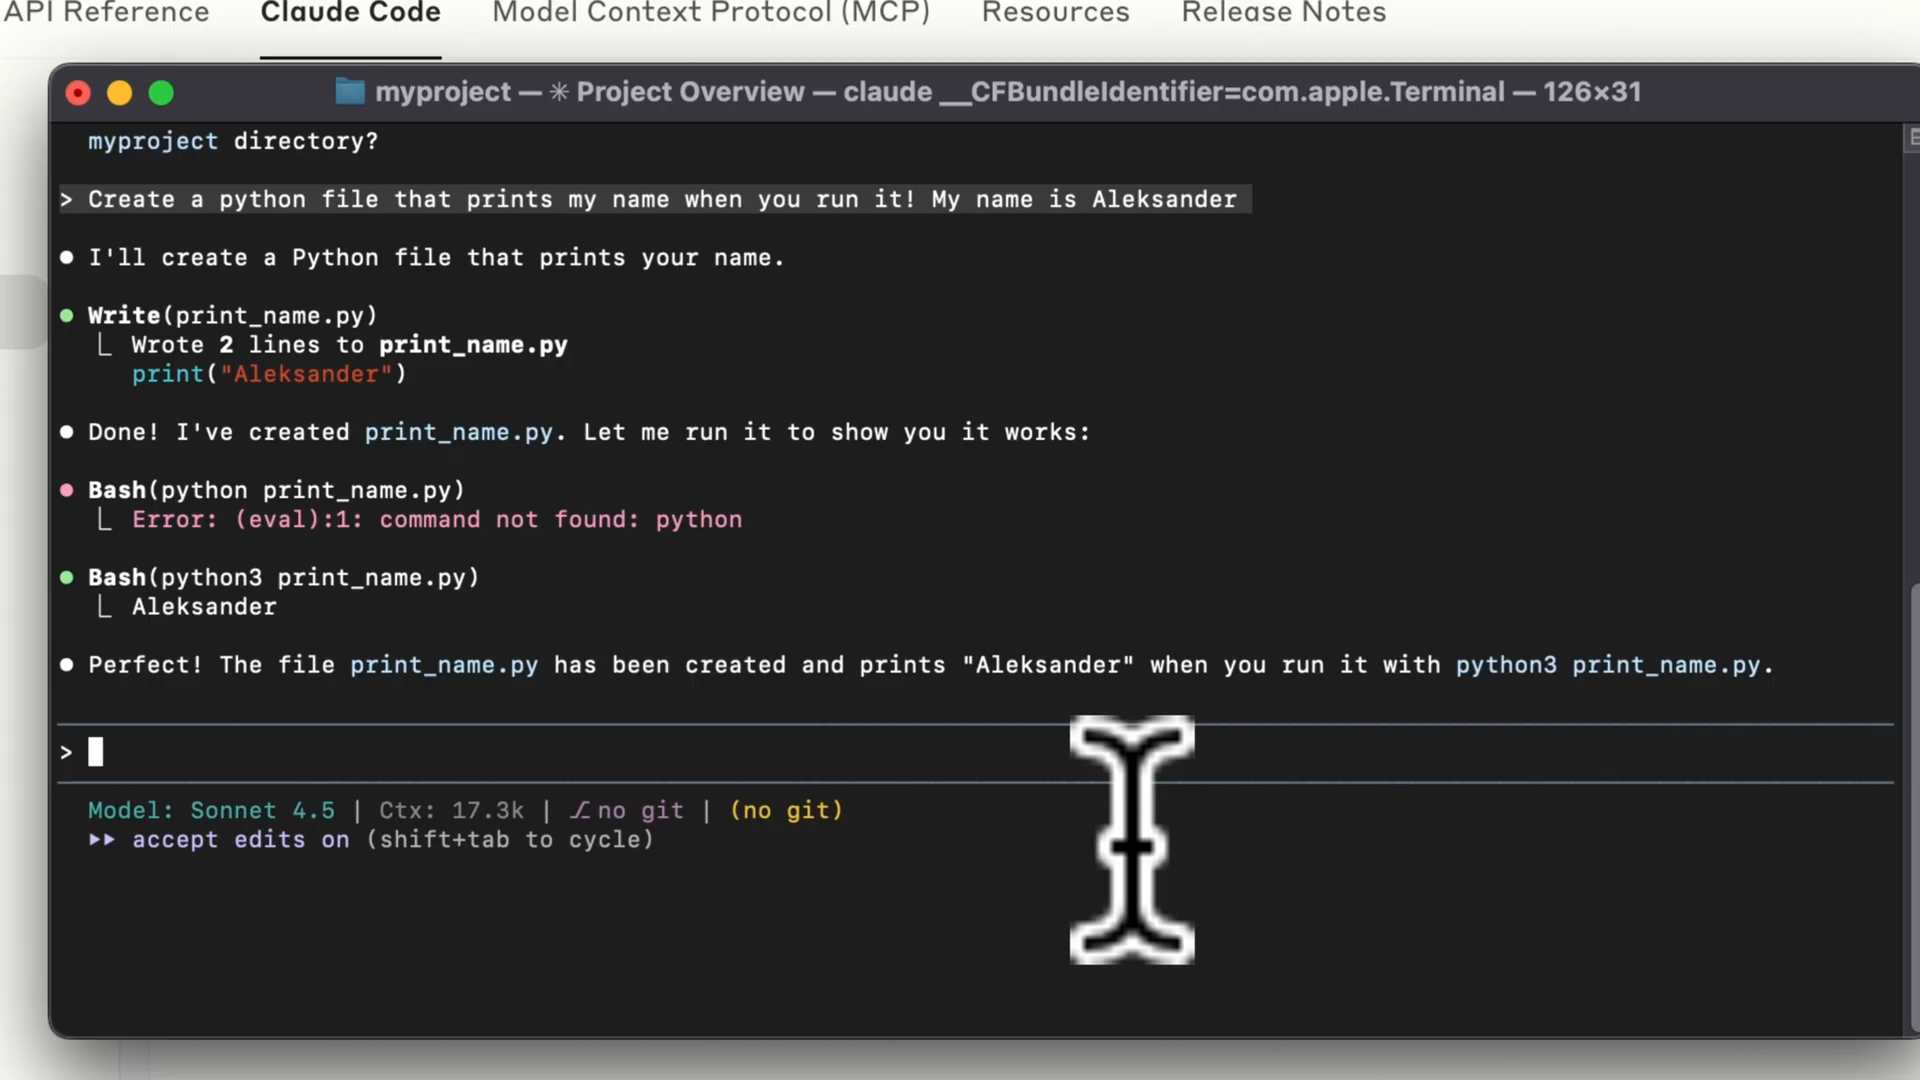 API Reference Claude Code Model Context Protocol (MCP) Resources Release Notes
myproject — ✳ Project Overview — claude __CFBundleIdentifier=com.apple.Terminal — 126×31
myproject directory?
> Create a python file that prints my name when you run it! My name is Aleksander
● I'll create a Python file that prints your name.
● Write(print_name.py)
⎿ Wrote 2 lines to print_name.py
print("Aleksander")
● Done! I've created print_name.py. Let me run it to show you it works:
● Bash(python print_name.py)
⎿ Error: (eval):1: command not found: python
● Bash(python3 print_name.py)
⎿ Aleksander
● Perfect! The file print_name.py has been created and prints "Aleksander" when you run it with python3 print_name.py.
>
Model: Sonnet 4.5 | Ctx: 17.3k | ⌥ no git | (no git)
▸▸ accept edits on (shift+tab to cycle)